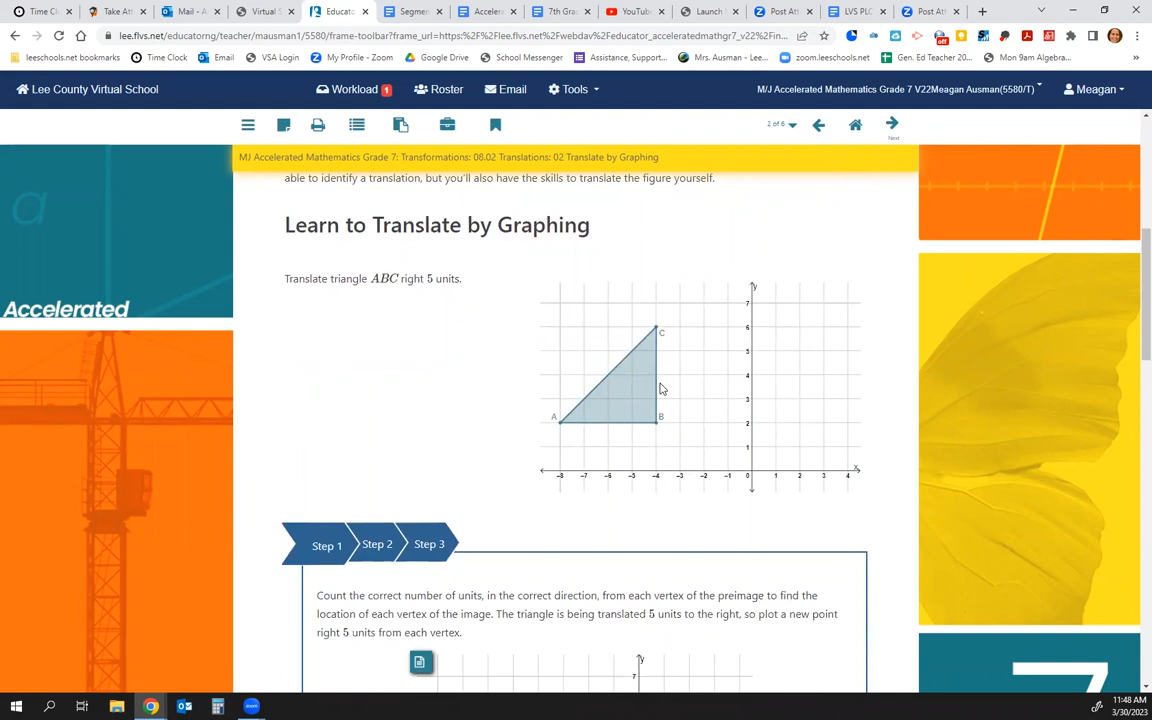 Time Cl
Take Att
Mail - A
Virtual S
Educato
Segmen
Accelera
7th Grad
YouTube
Launch
Post Att
LVS PLC
Post Att
lee.flvs.net/educatorng/teacher/mausman1/5580/frame-toolbar?frame_url=https:%2F%2Flee.flvs.net%2Fwebdav%2Feducator_acceleratedmathgr7_v22%2Fin...
leeschools.net bookmarks
Time Clock
Email
VSA Login
My Profile - Zoom
Google Drive
School Messenger
Assistance, Support...
Mrs. Ausman - Lee...
zoom.leeschools.net
Gen. Ed Teacher 20...
Mon 9am Algebra...
Lee County Virtual School
Workload 1
Roster
Email
Tools
M/J Accelerated Mathematics Grade 7 V22Meagan Ausman(5580/T)
Meagan
2 of 6
Next
MJ Accelerated Mathematics Grade 7: Transformations: 08.02 Translations: 02 Translate by Graphing
able to identify a translation, but you'll also have the skills to translate the figure yourself.
a
Accelerated
Learn to Translate by Graphing
Translate triangle ABC right 5 units.
y
7
6
C
5
4
3
A
B
2
1
x
-8 -7 -6 -5 -4 -3 -2 -1 0 1 2 3 4
Step 1
Step 2
Step 3
Count the correct number of units, in the correct direction, from each vertex of the preimage to find the
location of each vertex of the image. The triangle is being translated 5 units to the right, so plot a new point
right 5 units from each vertex.
y
7
7
11:48 AM
3/30/2023